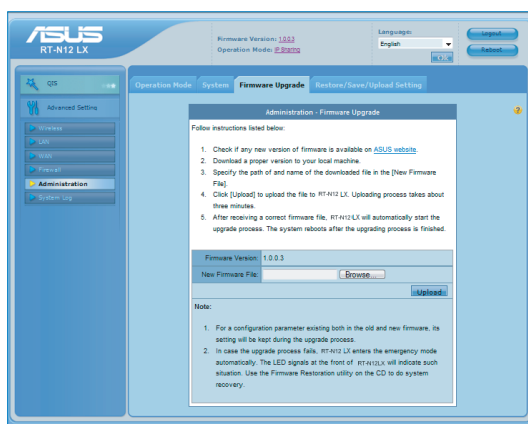 ASUS
RT-N12 LX
Firmware Version: 1.0.0.3
Operation Mode: IP Sharing
Language:
English
Logout
Reboot
QIS
Advanced Setting
Wireless
LAN
WAN
Firewall
Administration
System Log
Operation Mode System Firmware Upgrade Restore/Save/Upload Setting
Administration - Firmware Upgrade
Follow instructions listed below:
1. Check if any new version of firmware is available on ASUS website.
2. Download a proper version to your local machine.
3. Specify the path of and name of the downloaded file in the [New Firmware
File].
4. Click [Upload] to upload the file to RT-N12 LX. Uploading process takes about
three minutes.
5. After receiving a correct firmware file, RT-N12 LX will automatically start the
upgrade process. The system reboots after the upgrading process is finished.
Firmware Version: 1.0.0.3
New Firmware File: Browse...
Upload
Note:
1. For a configuration parameter existing both in the old and new firmware, its
setting will be kept during the upgrade process.
2. In case the upgrade process fails, RT-N12 LX enters the emergency mode
automatically. The LED signals at the front of RT-N12LX will indicate such
situation. Use the Firmware Restoration utility on the CD to do system
recovery.